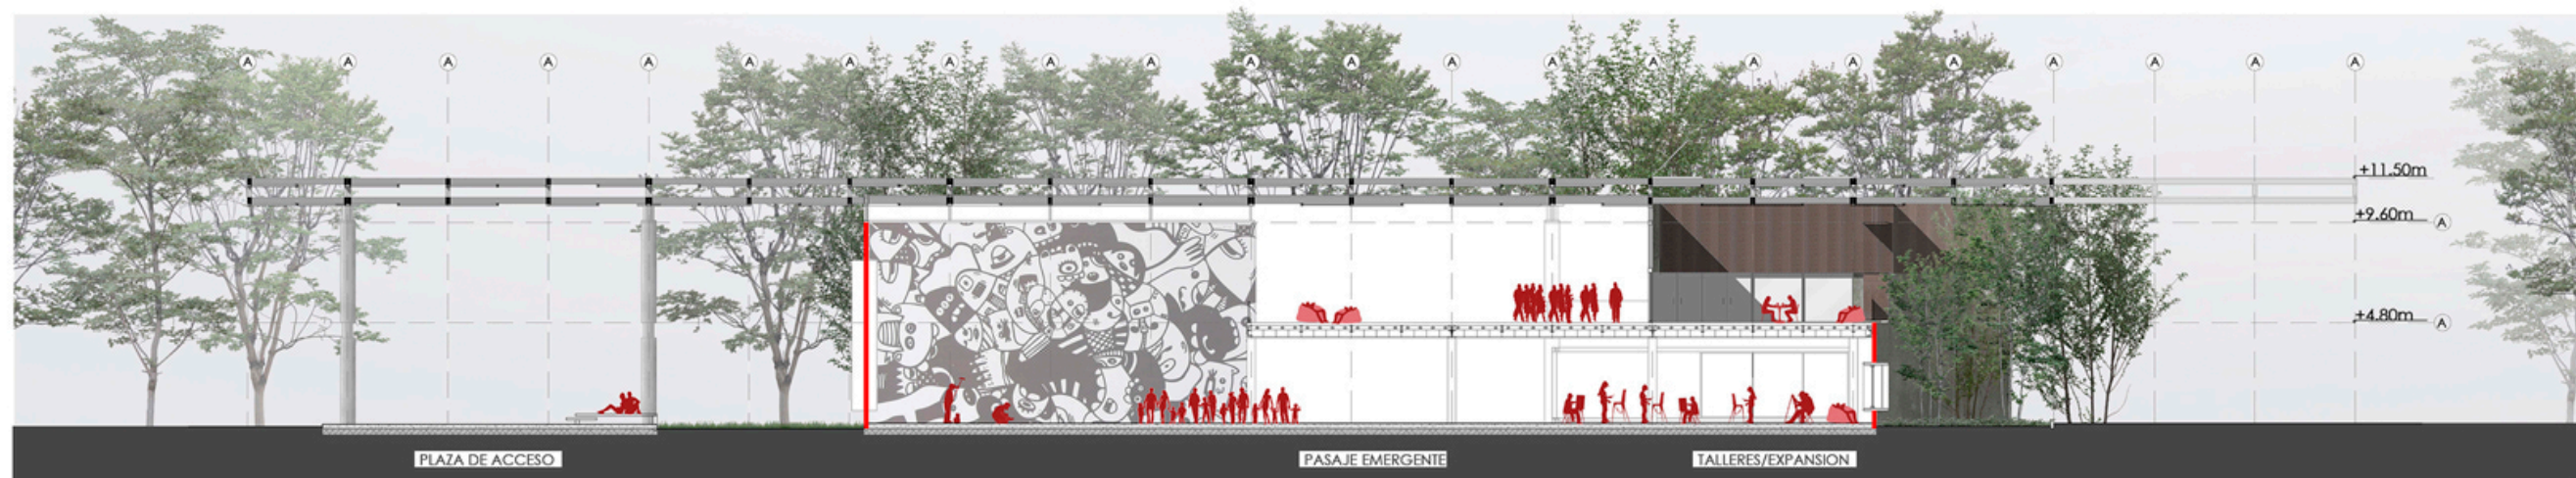 A A A A A A A A A A A A A A A A A A A A A A
+11.50m
+9.60m A
+4.80m A
PLAZA DE ACCESO PASAJE EMERGENTE TALLERES/EXPANSION